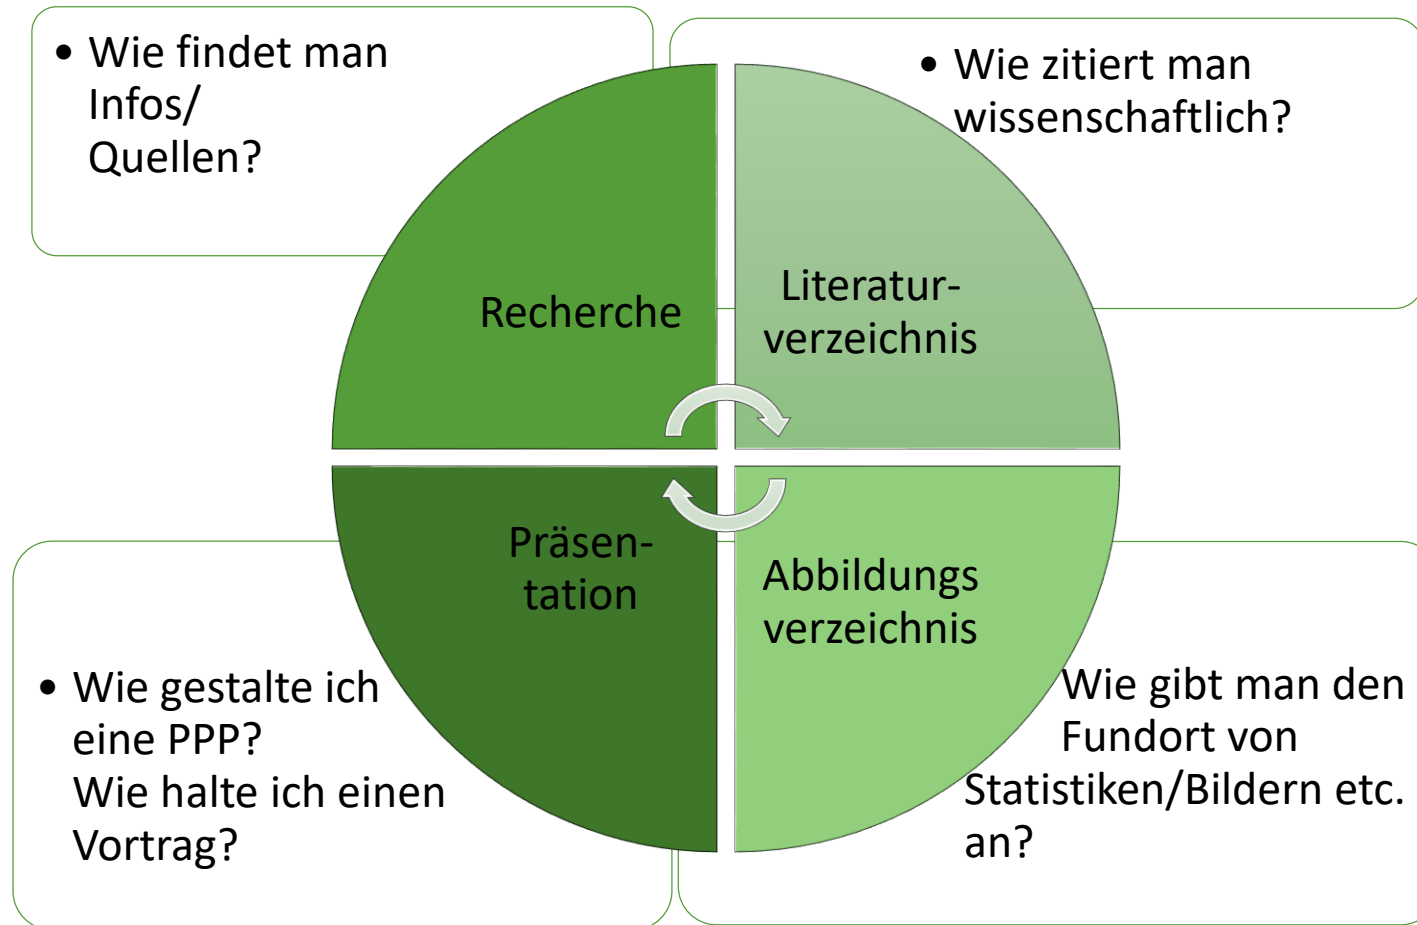 • Wie findet man
Infos/
Quellen?
• Wie zitiert man
wissenschaftlich?
Recherche
Literatur-
verzeichnis
Präsen-
tation
Abbildungs
verzeichnis
• Wie gestalte ich
eine PPP?
Wie halte ich einen
Vortrag?
Wie gibt man den
Fundort von
Statistiken/Bildern etc.
an?